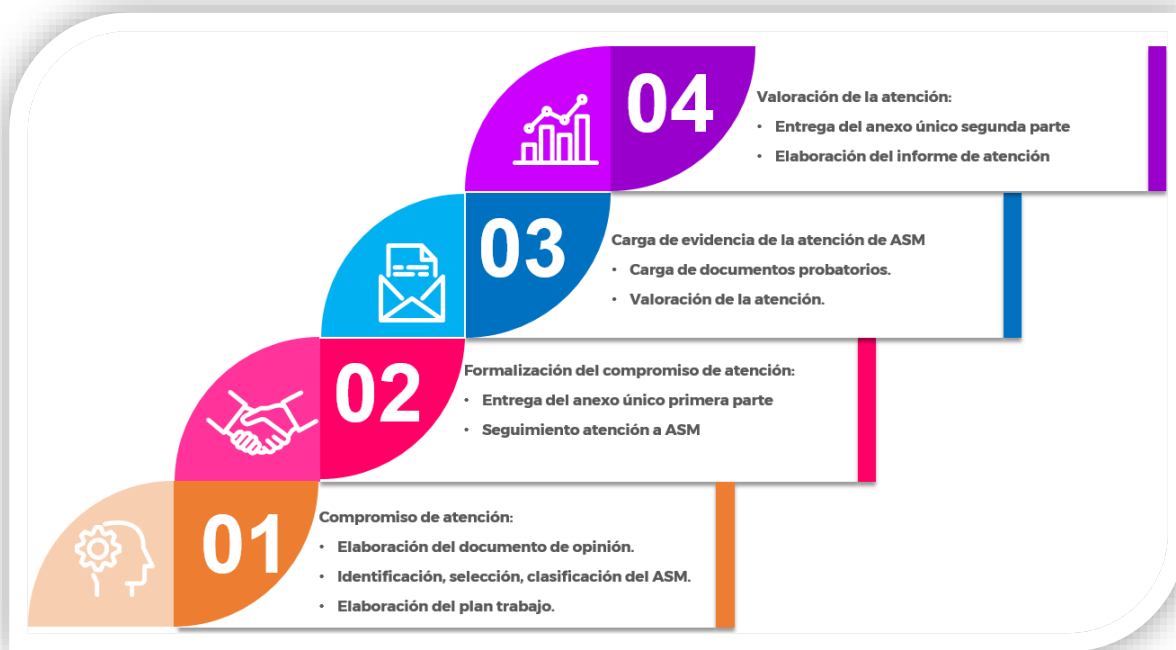 04
Valoración de la atención:
• Entrega del anexo único segunda parte
• Elaboración del informe de atención
03
Carga de evidencia de la atención de ASM
• Carga de documentos probatorios.
• Valoración de la atención.
02
Formalización del compromiso de atención:
• Entrega del anexo único primera parte
• Seguimiento atención a ASM
01
Compromiso de atención:
• Elaboración del documento de opinión.
• Identificación, selección, clasificación del ASM.
• Elaboración del plan trabajo.